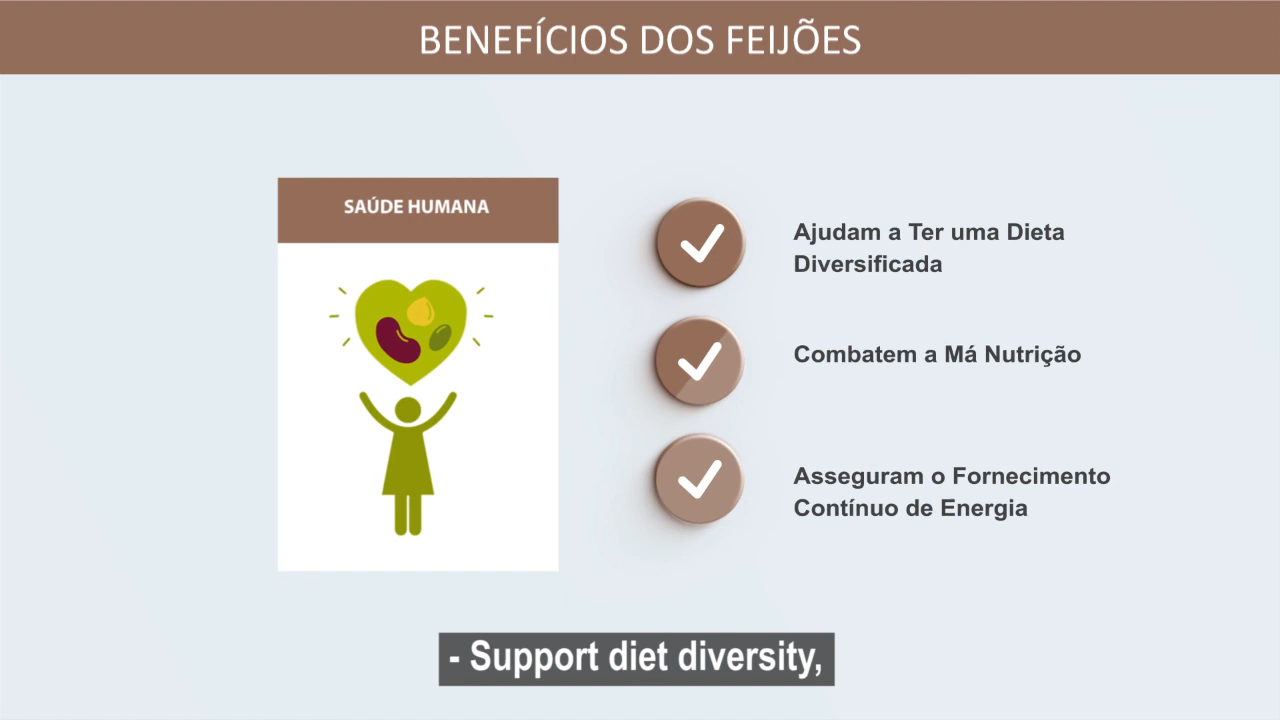 BENEFÍCIOS DOS FEIJÕES
SAÚDE HUMANA
Ajudam a Ter uma Dieta
Diversificada
Combatem a Má Nutrição
Asseguram o Fornecimento
Contínuo de Energia
- Support diet diversity,